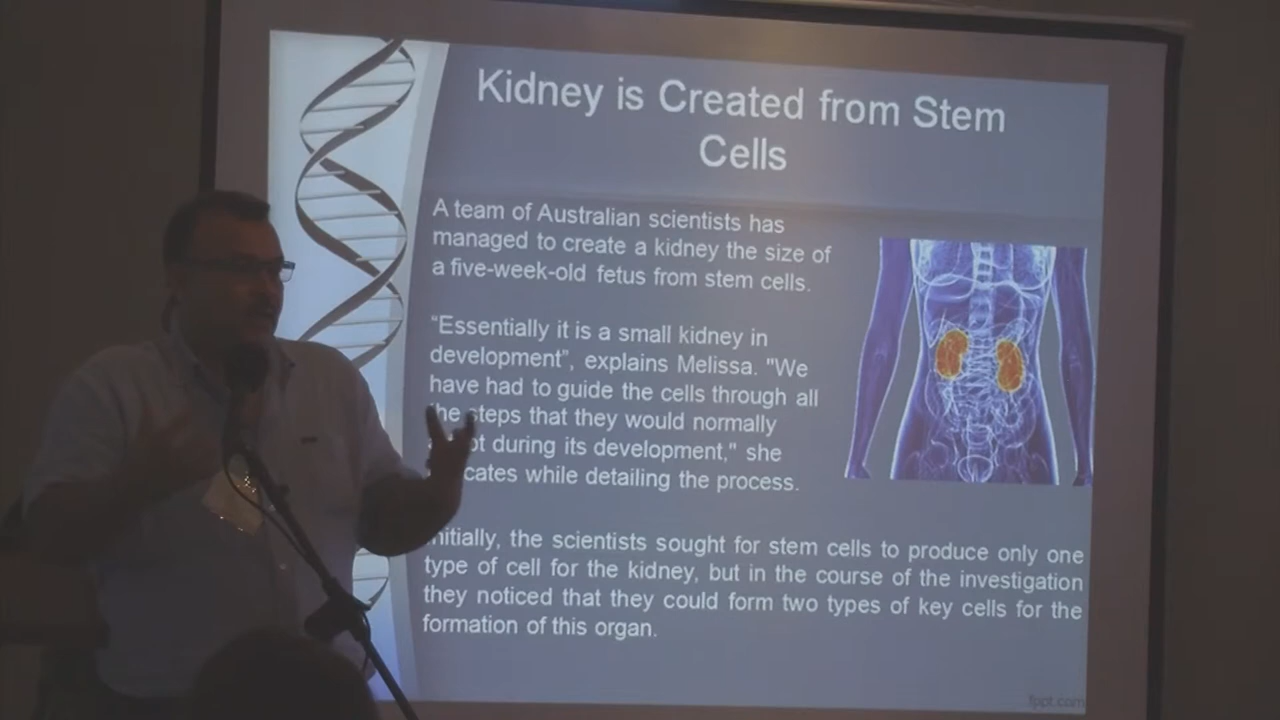 Kidney is Created from Stem
Cells
A team of Australian scientists has
managed to create a kidney the size of
a five-week-old fetus from stem cells.
“Essentially it is a small kidney in
development”, explains Melissa. "We
have had to guide the cells through all
the steps that they would normally
during its development," she
while detailing the process.
Initially, the scientists sought for stem cells to produce only one
type of cell for the kidney, but in the course of the investigation
they noticed that they could form two types of key cells for the
formation of this organ.
fppt.com